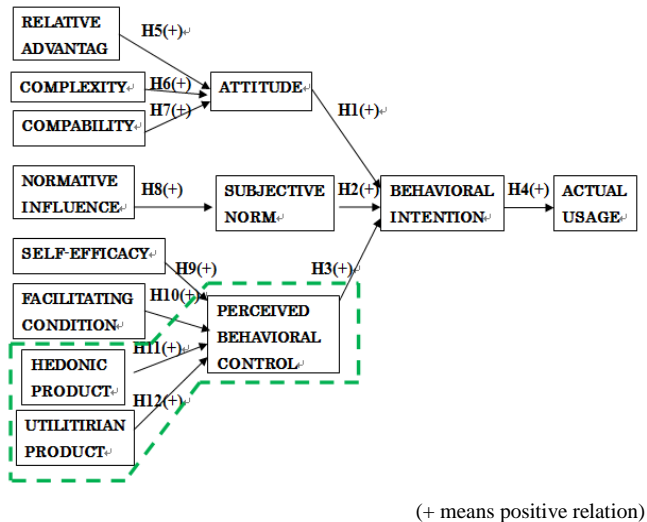 RELATIVE
ADVANTAG
H5(+)
COMPLEXITY
H6(+)
ATTITUDE
H7(+)
COMPABILITY
H1(+)
NORMATIVE
INFLUENCE
H8(+)
SUBJECTIVE
NORM
H2(+)
BEHAVIORAL
INTENTION
H4(+)
ACTUAL
USAGE
SELF-EFFICACY
H9(+)
H3(+)
FACILITATING
CONDITION
H10(+)
PERCEIVED
BEHAVIORAL
CONTROL
HEDONIC
PRODUCT
H11(+)
H12(+)
UTILITIRIAN
PRODUCT
(+ means positive relation)